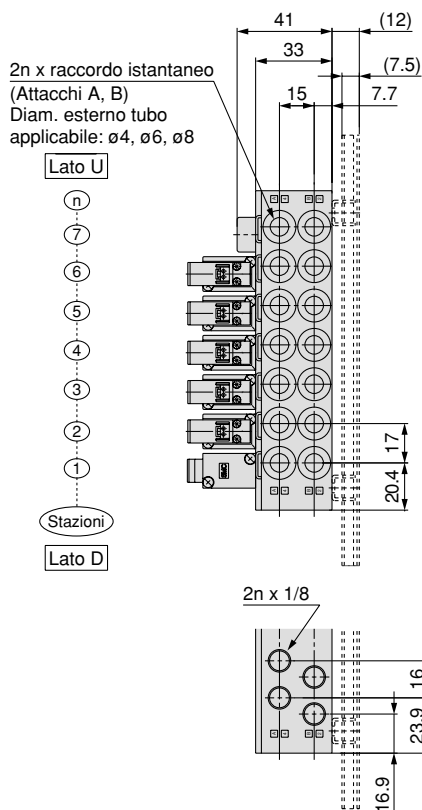 41
(12)
33
(7.5)
2n x raccordo istantaneo
(Attacchi A, B)
Diam. esterno tubo
applicabile: ø4, ø6, ø8
15
7.7
Lato U
n
7
6
5
4
3
2
1
17
20.4
Stazioni
Lato D
2n x 1/8
16
23.9
16.9